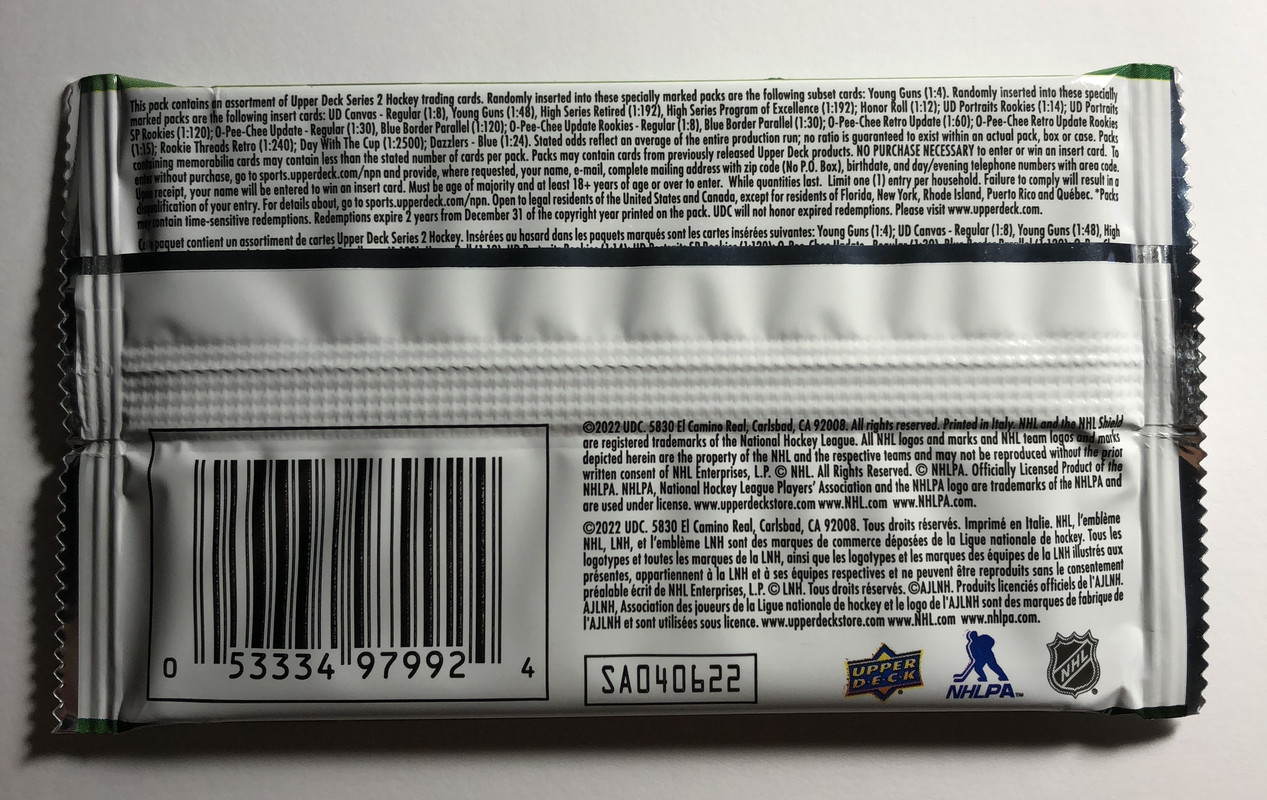 This pack contains an assortment of Upper Deck Series 2 Hockey trading cards. Randomly inserted into these specially marked packs are the following subset cards: Young Guns (1:4). Randomly inserted into these specially
marked packs are the following insert cards: UD Canvas - Regular (1:8), Young Guns (1:48), High Series Retired (1:192), High Series Program of Excellence (1:192); Honor Roll (1:12); UD Portraits Rookies (1:14); UD Portraits
SP Rookies (1:120); O-Pee-Chee Update - Regular (1:30), Blue Border Parallel (1:120); O-Pee-Chee Update Rookies - Regular (1:8), Blue Border Parallel (1:30); O-Pee-Chee Retro Update (1:60); O-Pee-Chee Retro Update Rookies
(1:15); Rookie Threads Retro (1:240); Day With The Cup (1:2500); Dazzlers - Blue (1:24). Stated odds reflect an average of the entire production run; no ratio is guaranteed to exist within an actual pack, box or case. Packs
containing memorabilia cards may contain less than the stated number of cards per pack. Packs may contain cards from previously released Upper Deck products. NO PURCHASE NECESSARY to enter or win an insert card. To
enter without purchase, go to sports.upperdeck.com/npn and provide, where requested, your name, e-mail, complete mailing address with zip code (No P.O. Box), birthdate, and day/evening telephone numbers with area code.
Upon receipt, your name will be entered to win an insert card. Must be age of majority and at least 18+ years of age or over to enter. While quantities last. Limit one (1) entry per household. Failure to comply will result in a
disqualification of your entry. For details about, go to sports.upperdeck.com/npn. Open to legal residents of the United States and Canada, except for residents of Florida, New York, Rhode Island, Puerto Rico and Québec. *Packs
may contain time-sensitive redemptions. Redemptions expire 2 years from December 31 of the copyright year printed on the pack. UDC will not honor expired redemptions. Please visit www.upperdeck.com.
paquet contient un assortiment de cartes Upper Deck Series 2 Hockey. Insérées au hasard dans les paquets marqués sont les cartes insérées suivantes: Young Guns (1:4); UD Canvas - Regular (1:8), Young Guns (1:48), High
©2022 UDC. 5830 El Camino Real, Carlsbad, CA 92008. All rights reserved. Printed in Italy. NHL and the NHL Shield
are registered trademarks of the National Hockey League. All NHL logos and marks and NHL team logos and marks
depicted herein are the property of the NHL and the respective teams and may not be reproduced without the prior
written consent of NHL Enterprises, L.P. © NHL. All Rights Reserved. © NHLPA. Officially Licensed Product of the
NHLPA. NHLPA, National Hockey League Players' Association and the NHLPA logo are trademarks of the NHLPA and
are used under license. www.upperdeckstore.com www.NHL.com www.NHLPA.com.
©2022 UDC. 5830 El Camino Real, Carlsbad, CA 92008. Tous droits réservés. Imprimé en Italie. NHL, l'emblème
NHL, LNH, et l'emblème LNH sont des marques de commerce déposées de la Ligue nationale de hockey. Tous les
logotypes et toutes les marques de la LNH, ainsi que les logotypes et les marques des équipes de la LNH illustrés aux
présentes, appartiennent à la LNH et à ses équipes respectives et ne peuvent être reproduits sans le consentement
préalable écrit de NHL Enterprises, L.P. © LNH. Tous droits réservés. ©AJLNH. Produits licenciés officiels de l'AJLNH.
AJLNH, Association des joueurs de la Ligue nationale de hockey et le logo de l'AJLNH sont des marques de fabrique de
l'AJLNH et sont utilisées sous licence. www.upperdeckstore.com www.NHL.com www.nhlpa.com.
0 53334 97992 4
SA040622
UPPER
DECK
NHLPA™
NHL